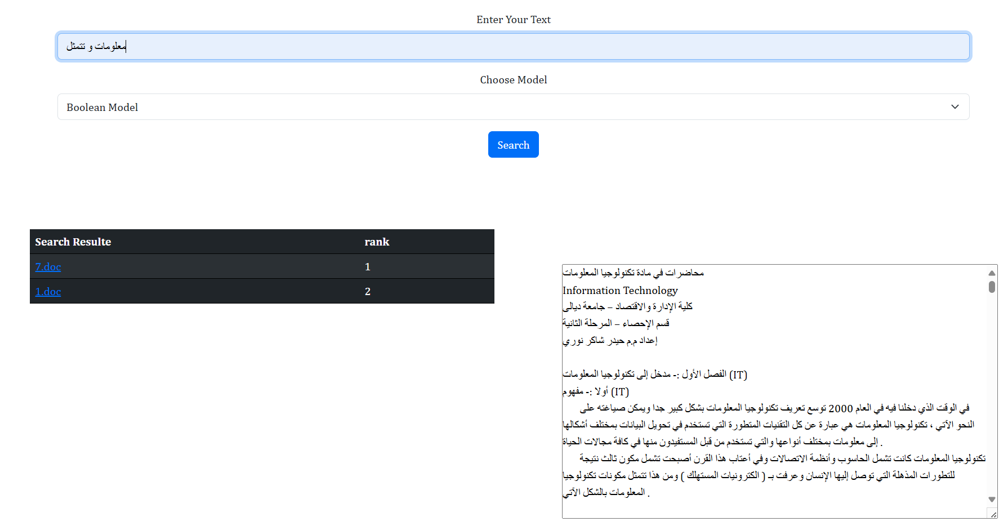 Enter Your Text
معلومات و تتمثل
Choose Model
Boolean Model
Search
Search Resulte rank
7.doc 1
1.doc 2
محاضرات في مادة تكنولوجيا المعلومات
Information Technology
كلية الإدارة والاقتصاد – جامعة ديالى
قسم الإحصاء – المرحلة الثانية
إعداد م.م حيدر شاكر نوري
الفصل الأول :- مدخل إلى تكنولوجيا المعلومات (IT)
أولا :- مفهوم (IT)
في الوقت الذي دخلنا فيه في العام 2000 توسع تعريف تكنولوجيا المعلومات بشكل كبير جدا ويمكن صياغته على
النحو الآتي ، تكنولوجيا المعلومات هي عبارة عن كل التقنيات المتطورة التي تستخدم في تحويل البيانات بمختلف أشكالها
إلى معلومات بمختلف أنواعها والتي تستخدم من قبل المستفيدون منها في كافة مجالات الحياة .
تكنولوجيا المعلومات كانت تشمل الحاسوب وأنظمة الاتصالات وفي أعتاب هذا القرن أصبحت تشمل مكون ثالث نتيجة
للتطورات المذهلة التي توصل إليها الإنسان وعرفت بـ ( الكترونيات المستهلك ) ومن هذا تتمثل مكونات تكنولوجيا
المعلومات بالشكل الآتي .